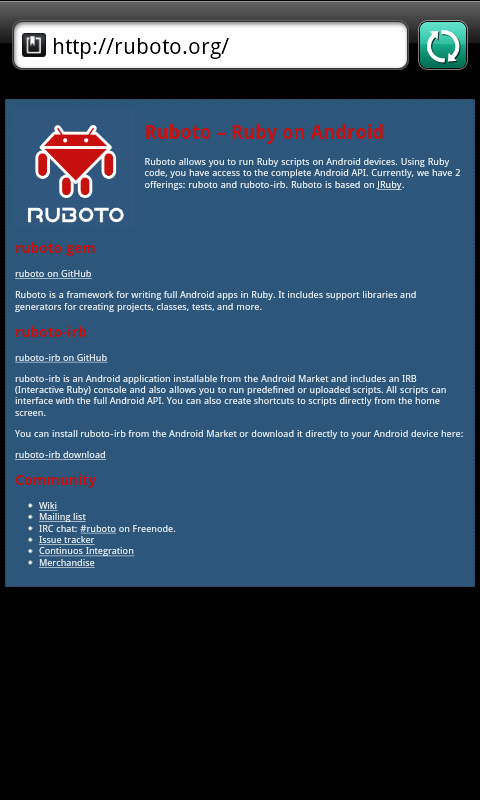 http://ruboto.org/
Ruboto – Ruby on Android
Ruboto allows you to run Ruby scripts on Android devices. Using Ruby
code, you have access to the complete Android API. Currently, we have 2
offerings: ruboto and ruboto-irb. Ruboto is based on JRuby.
RUBOTO
ruboto gem
ruboto on GitHub
Ruboto is a framework for writing full Android apps in Ruby. It includes support libraries and
generators for creating projects, classes, tests, and more.
ruboto-irb
ruboto-irb on GitHub
ruboto-irb is an Android application installable from the Android Market and includes an IRB
(Interactive Ruby) console and also allows you to run predefined or uploaded scripts. All scripts can
interface with the full Android API. You can also create shortcuts to scripts directly from the home
screen.
You can install ruboto-irb from the Android Market or download it directly to your Android device here:
ruboto-irb download
Community
Wiki
Mailing list
IRC chat: #ruboto on Freenode.
Issue tracker
Continuos Integration
Merchandise